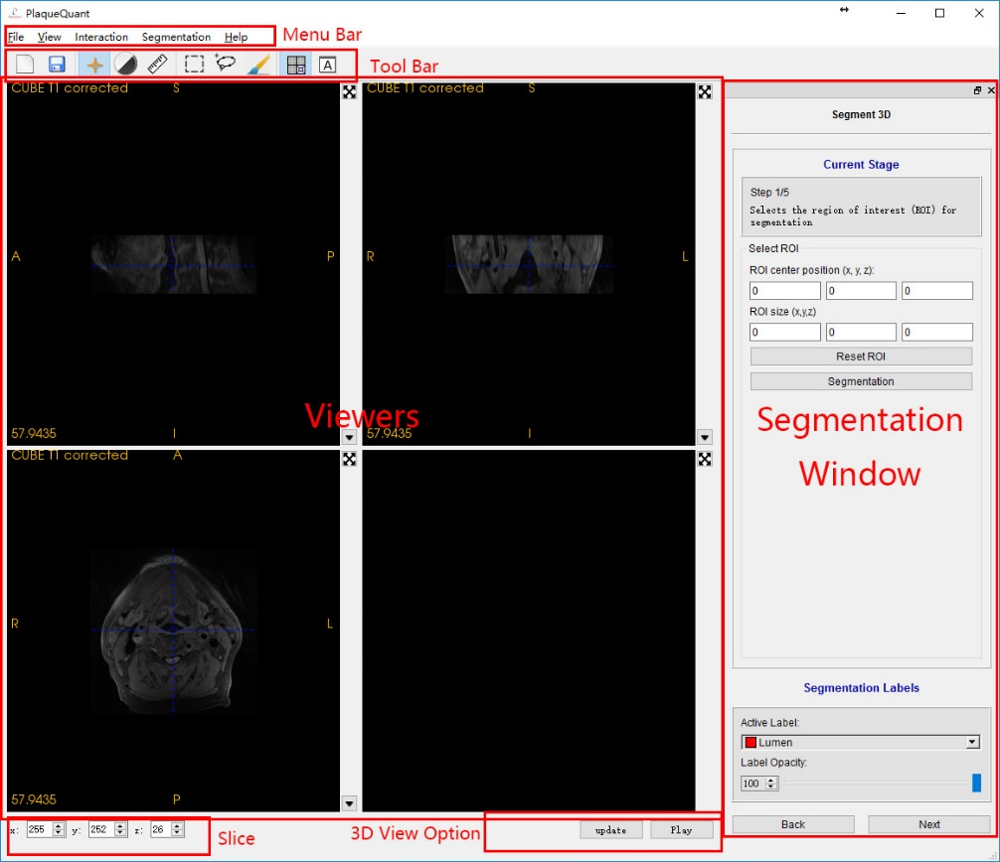 PlaqueQuant
File View Interaction Segmentation Help Menu Bar
A Tool Bar
CUBE T1 corrected S
CUBE T1 corrected S
Segment 3D
Current Stage
Step 1/5
Selects the region of interest (ROI) for
segmentation
A P
R L
Select ROI
ROI center position (x, y, z):
0 0 0
ROI size (x,y,z)
0 0 0
Reset ROI
Segmentation
Viewers
Segmentation
Window
57.9435 I
57.9435 I
CUBE T1 corrected A
R L
Segmentation Labels
Active Label:
Lumen
Label Opacity:
100
57.9435 P
x: 255 y: 252 z: 26 Slice
3D View Option update Play
Back Next